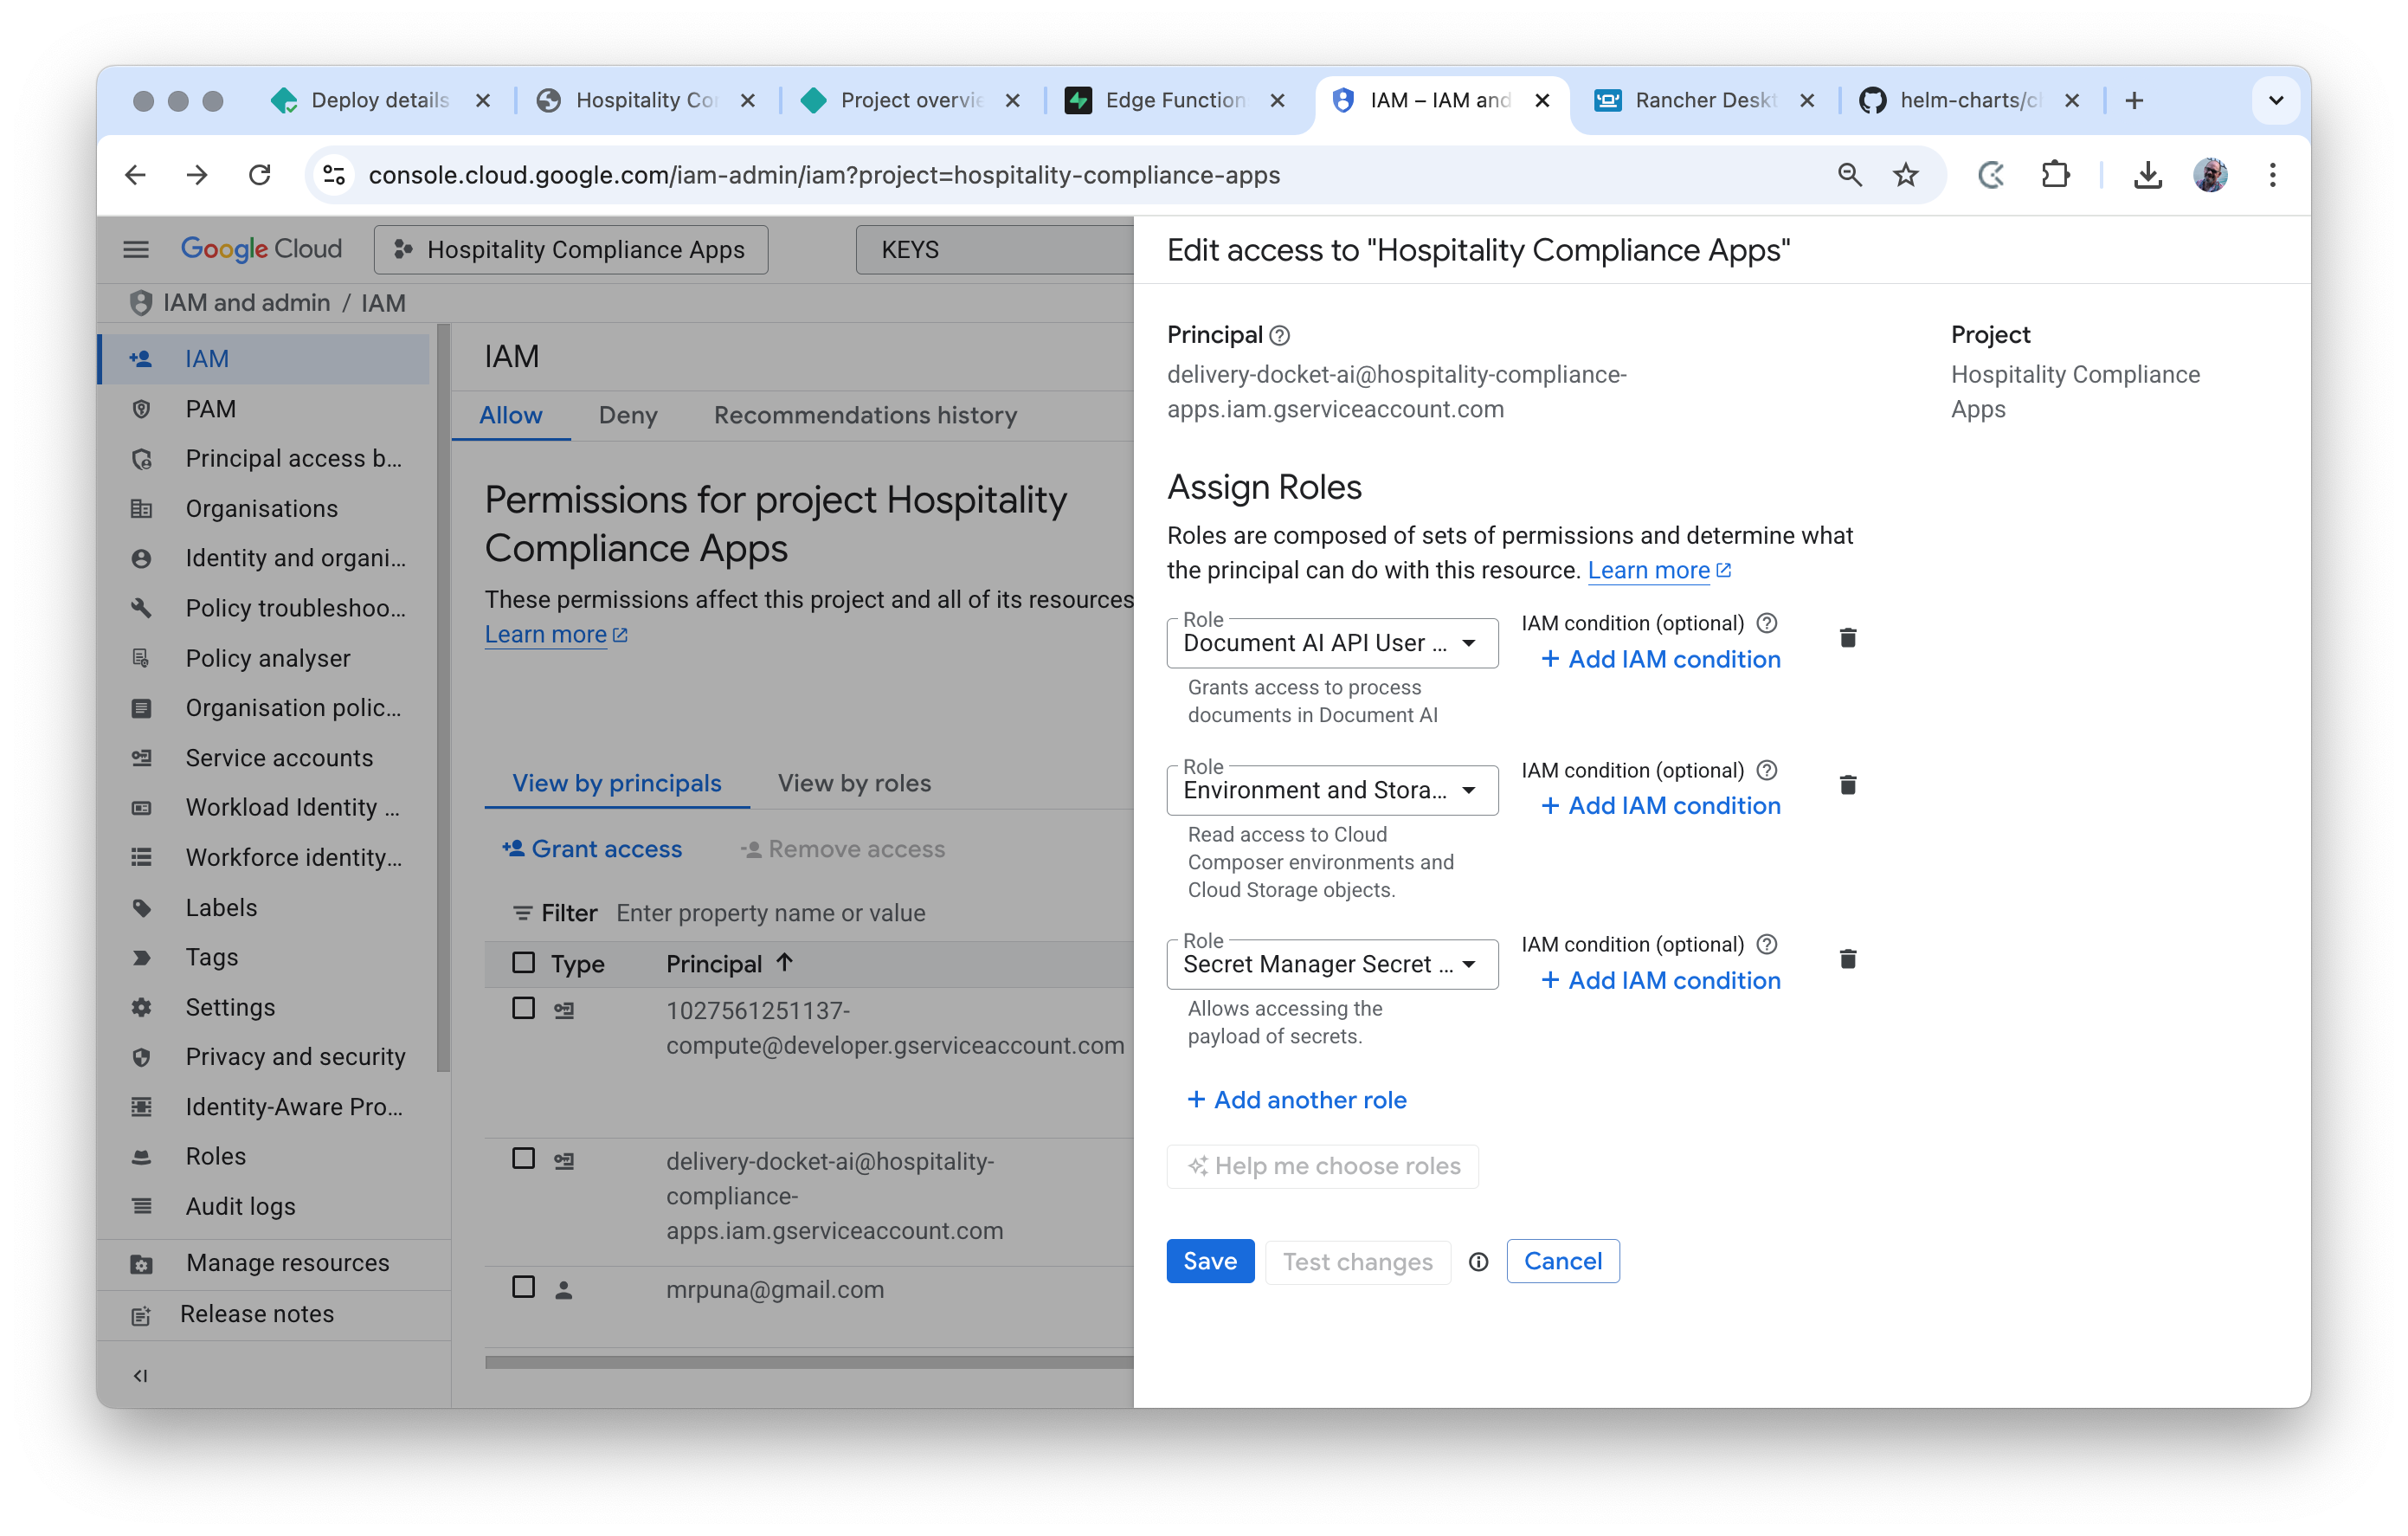 Deploy details
Hospitality Co
Project overvie
Edge Function
IAM – IAM and
Rancher Deskt
helm-charts/c
console.cloud.google.com/iam-admin/iam?project=hospitality-compliance-apps
Google Cloud
Hospitality Compliance Apps
KEYS
IAM and admin / IAM
IAM
PAM
Principal access b...
Organisations
Identity and organi...
Policy troubleshoo...
Policy analyser
Organisation polic...
Service accounts
Workload Identity ...
Workforce identity...
Labels
Tags
Settings
Privacy and security
Identity-Aware Pro...
Roles
Audit logs
Manage resources
Release notes
IAM
Allow
Deny
Recommendations history
Permissions for project Hospitality
Compliance Apps
These permissions affect this project and all of its resources
Learn more
View by principals
View by roles
Grant access
Remove access
Filter Enter property name or value
Type
Principal
1027561251137-
compute@developer.gserviceaccount.com
delivery-docket-ai@hospitality-
compliance-
apps.iam.gserviceaccount.com
mrpuna@gmail.com
Edit access to "Hospitality Compliance Apps"
Principal
delivery-docket-ai@hospitality-compliance-
apps.iam.gserviceaccount.com
Project
Hospitality Compliance
Apps
Assign Roles
Roles are composed of sets of permissions and determine what
the principal can do with this resource. Learn more
Role
Document AI API User ...
IAM condition (optional)
+ Add IAM condition
Grants access to process
documents in Document AI
Role
Environment and Stora...
IAM condition (optional)
+ Add IAM condition
Read access to Cloud
Composer environments and
Cloud Storage objects.
Role
Secret Manager Secret ...
IAM condition (optional)
+ Add IAM condition
Allows accessing the
payload of secrets.
+ Add another role
Help me choose roles
Save
Test changes
Cancel